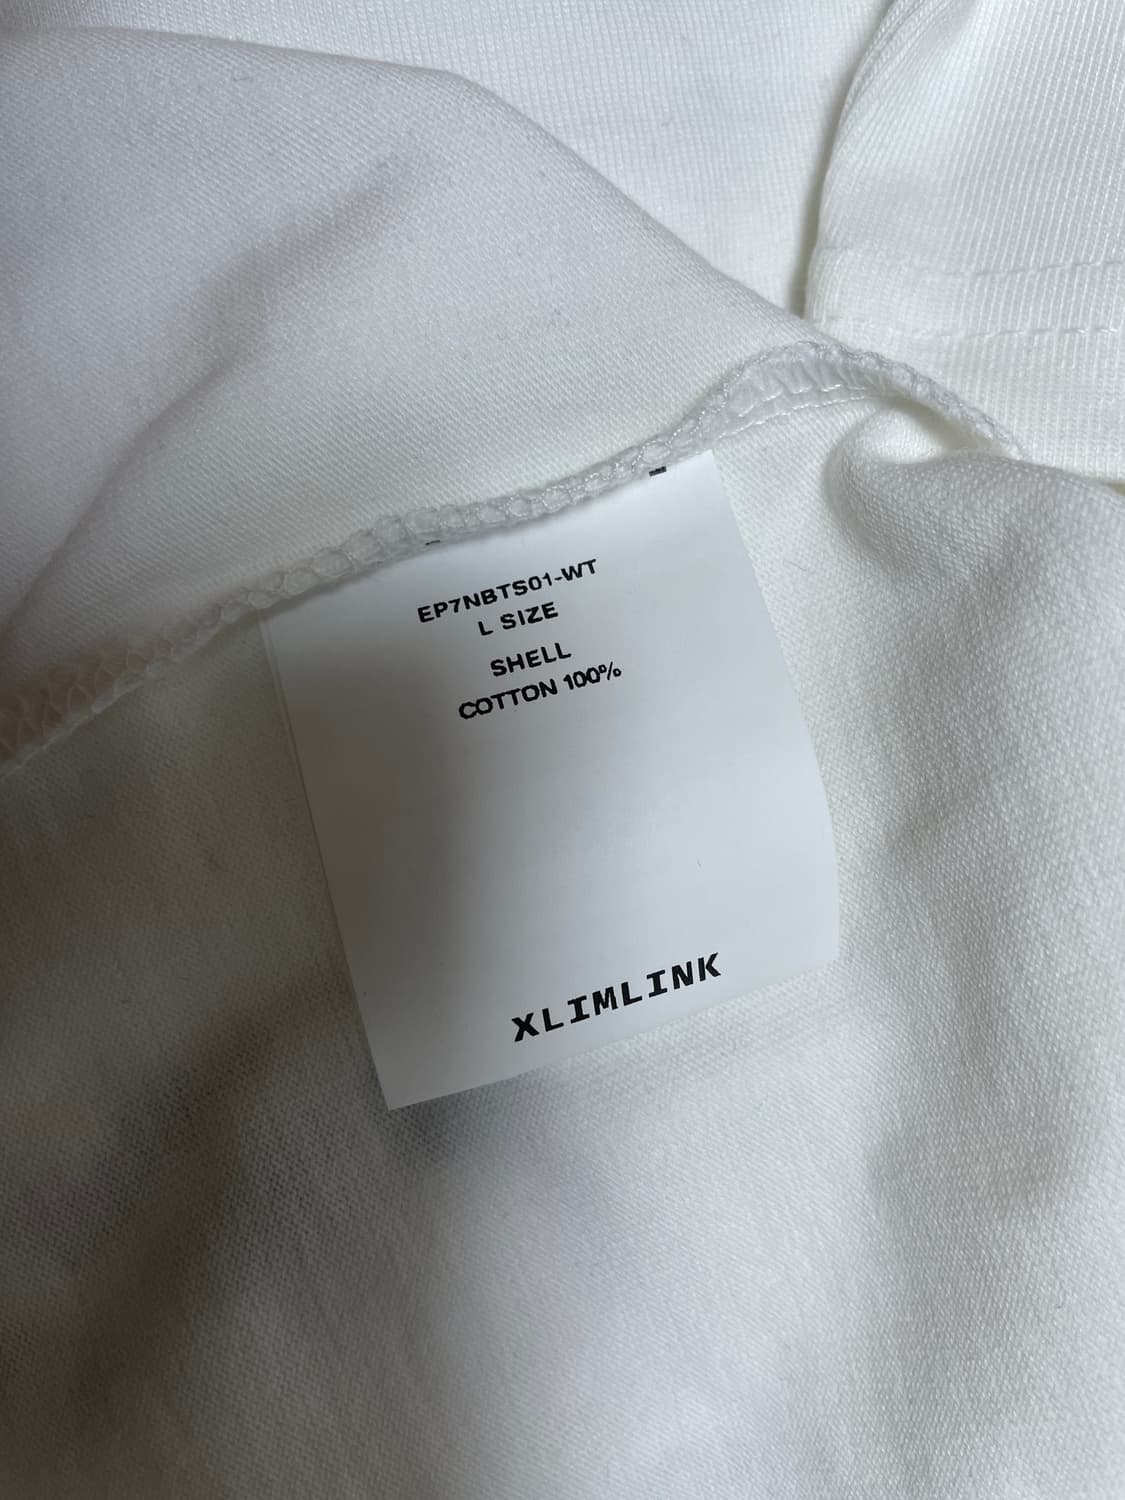 EP7NBTS01-WT
L SIZE
SHELL
COTTON 100%
XLIMLINK